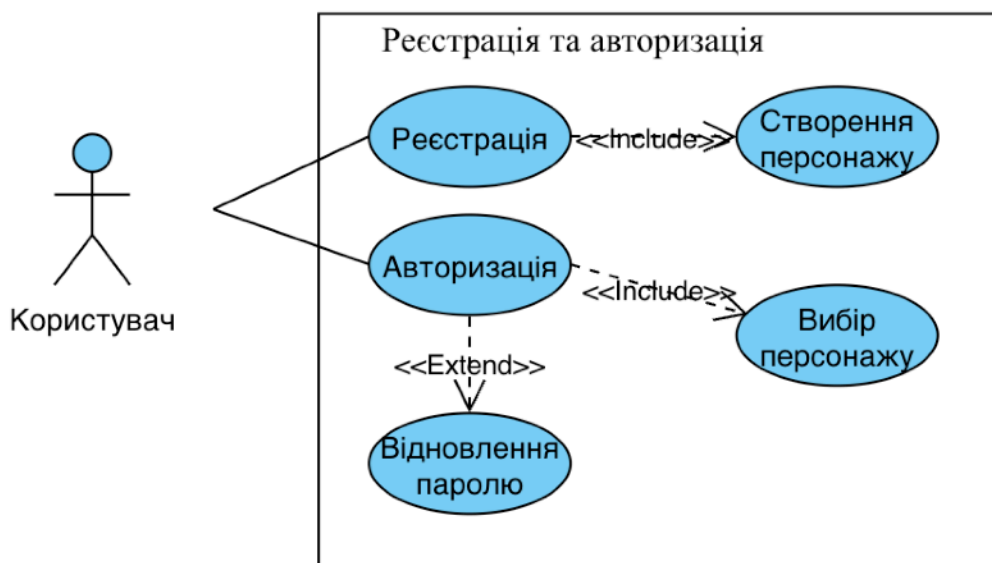 Реєстрація та авторизація
Реєстрація
<<Include>>
Створення
персонажу
Користувач
Авторизація
<<Include>>
Вибір
персонажу
<<Extend>>
Відновлення
паролю